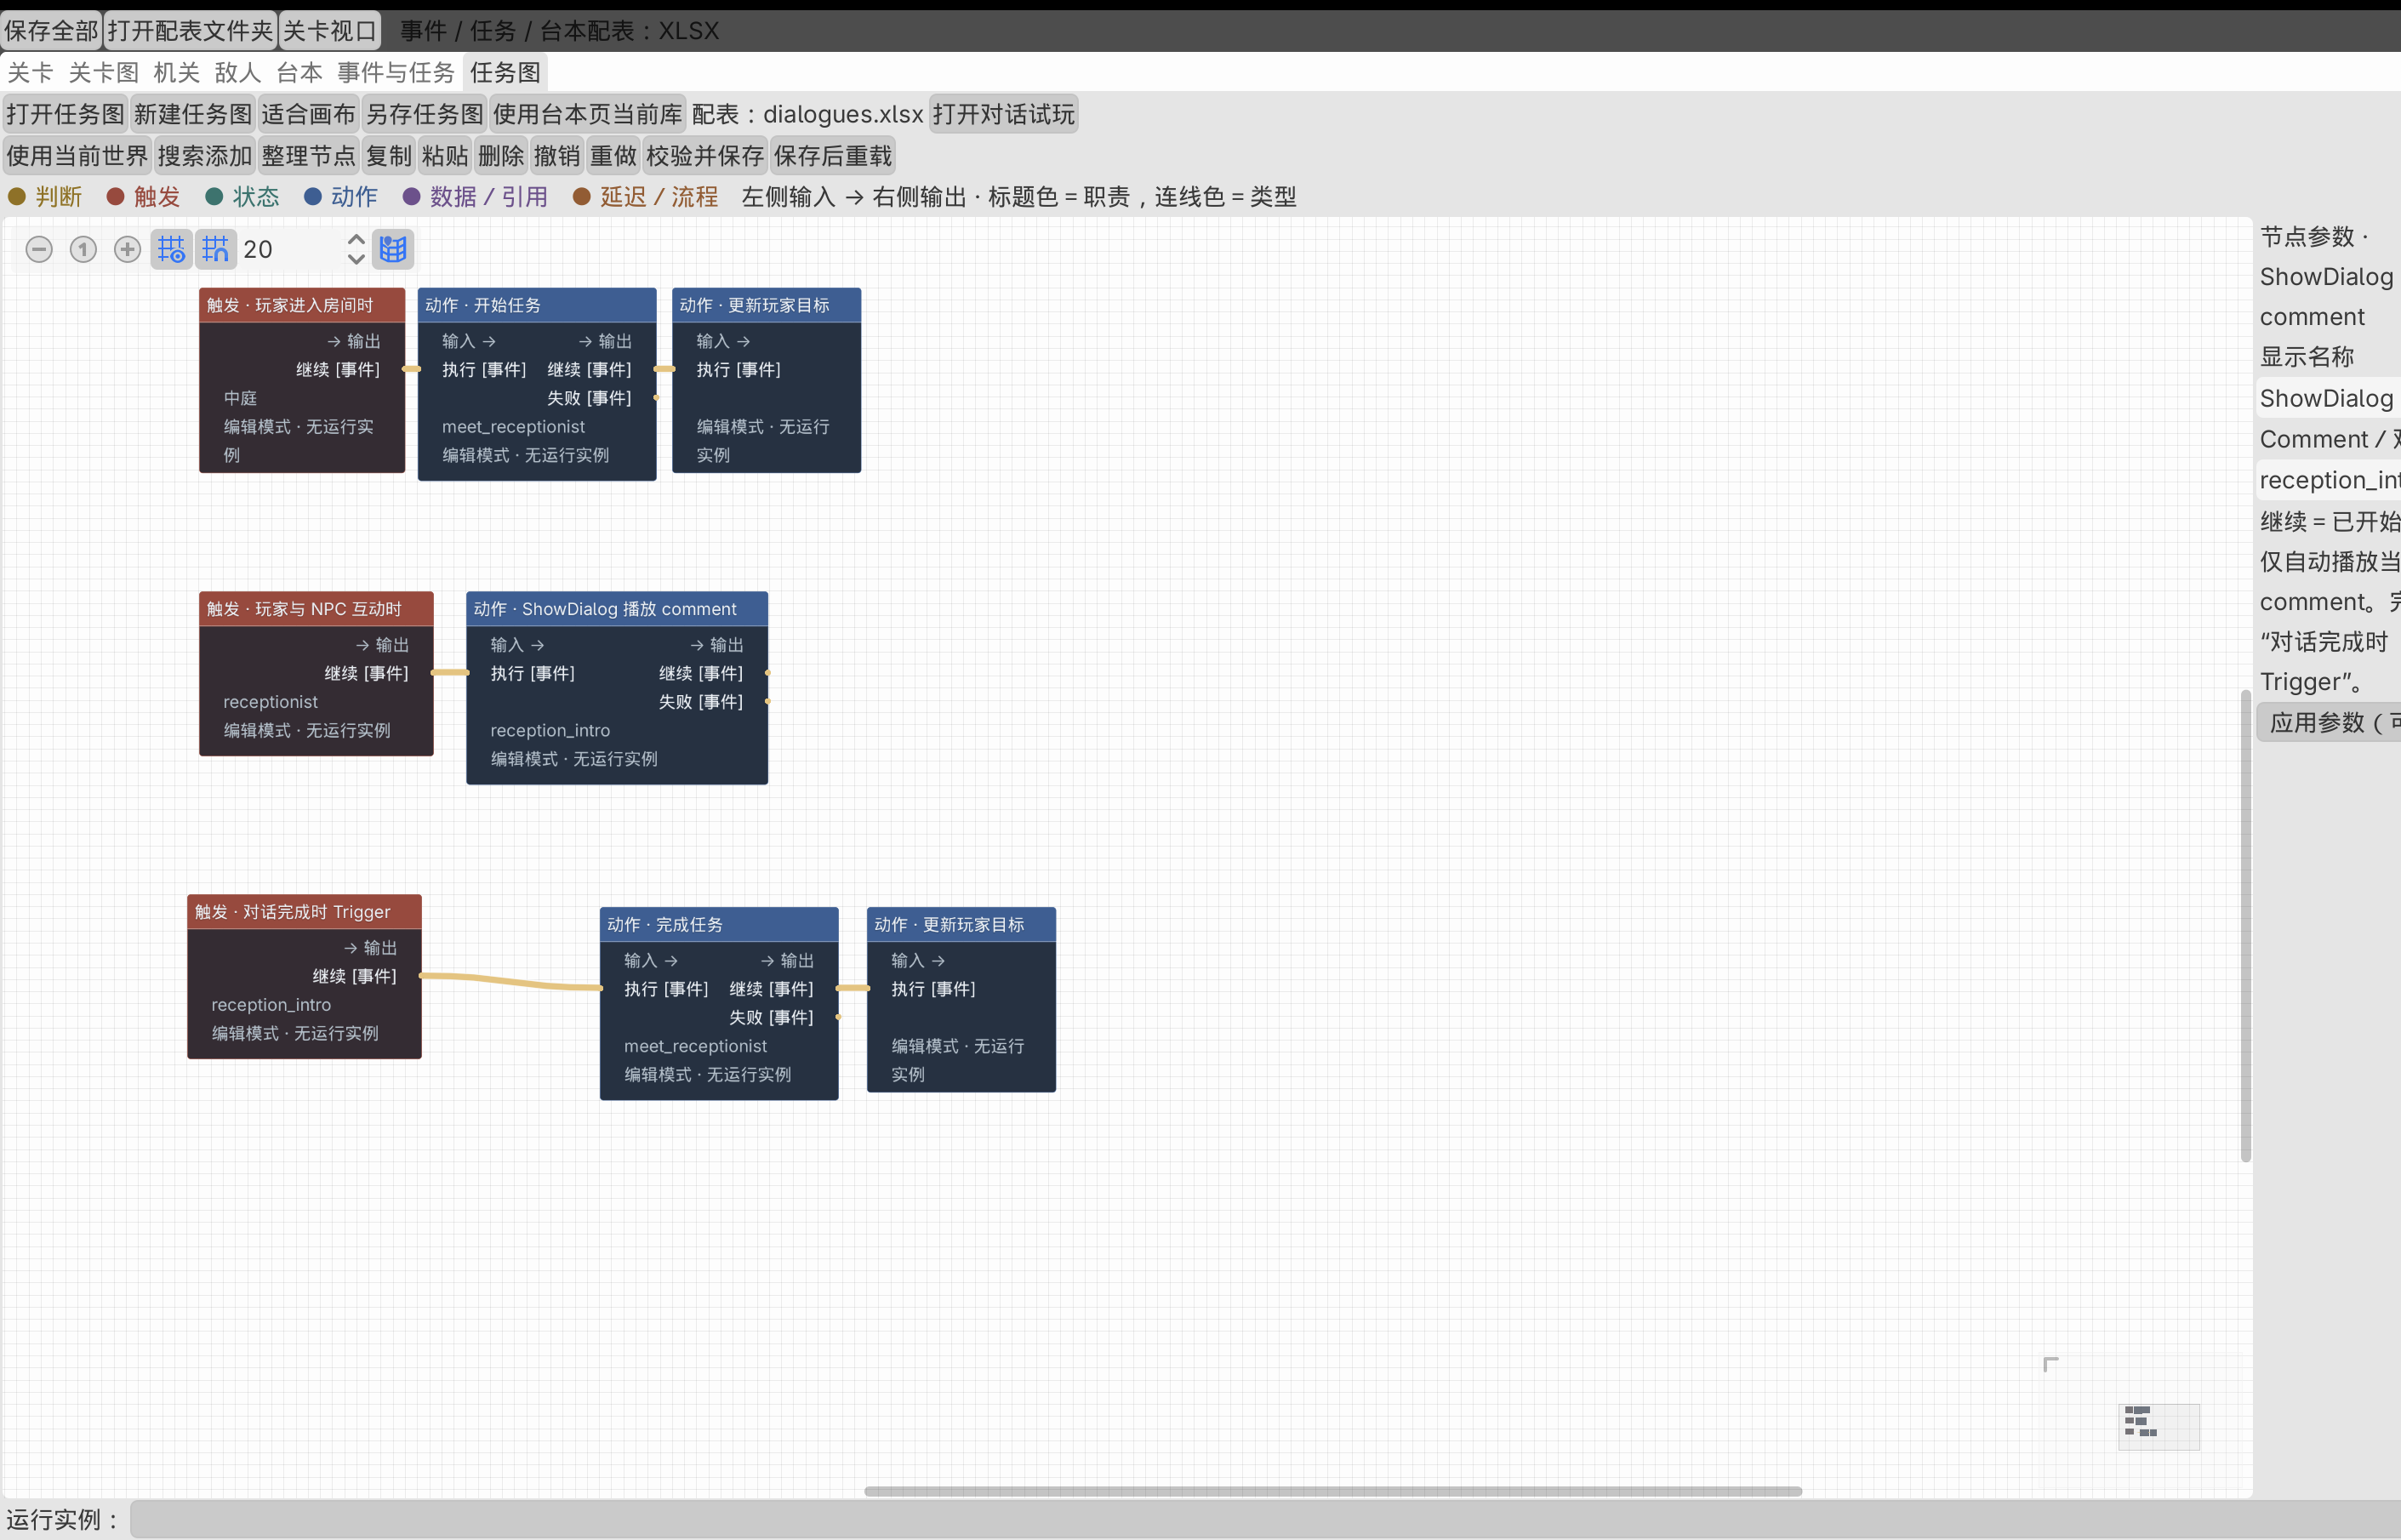 保存全部 打开配表文件夹 关卡视口 事件 / 任务 / 台本配表：XLSX
关卡 关卡图 机关 敌人 台本 事件与任务 任务图
打开任务图 新建任务图 适合画布 另存任务图 使用台本页当前库 配表：dialogues.xlsx 打开对话试玩
使用当前世界 搜索添加 整理节点 复制 粘贴 删除 撤销 重做 校验并保存 保存后重载
判断 触发 状态 动作 数据 / 引用 延迟 / 流程 左侧输入 → 右侧输出 · 标题色 = 职责，连线色 = 类型
1 20
触发 · 玩家进入房间时
→ 输出
继续 [事件]
中庭
编辑模式 · 无运行实
例
动作 · 开始任务
输入 → → 输出
执行 [事件] 继续 [事件]
失败 [事件]
meet_receptionist
编辑模式 · 无运行实例
动作 · 更新玩家目标
输入 →
执行 [事件]
编辑模式 · 无运行
实例
触发 · 玩家与 NPC 互动时
→ 输出
继续 [事件]
receptionist
编辑模式 · 无运行实例
动作 · ShowDialog 播放 comment
输入 → → 输出
执行 [事件] 继续 [事件]
失败 [事件]
reception_intro
编辑模式 · 无运行实例
触发 · 对话完成时 Trigger
→ 输出
继续 [事件]
reception_intro
编辑模式 · 无运行实例
动作 · 完成任务
输入 → → 输出
执行 [事件] 继续 [事件]
失败 [事件]
meet_receptionist
编辑模式 · 无运行实例
动作 · 更新玩家目标
输入 →
执行 [事件]
编辑模式 · 无运行
实例
节点参数 ·
ShowDialog
comment
显示名称
ShowDialog
Comment /
reception_int
继续 = 已开始
仅自动播放当
comment。
“对话完成时
Trigger”。
应用参数（
运行实例：